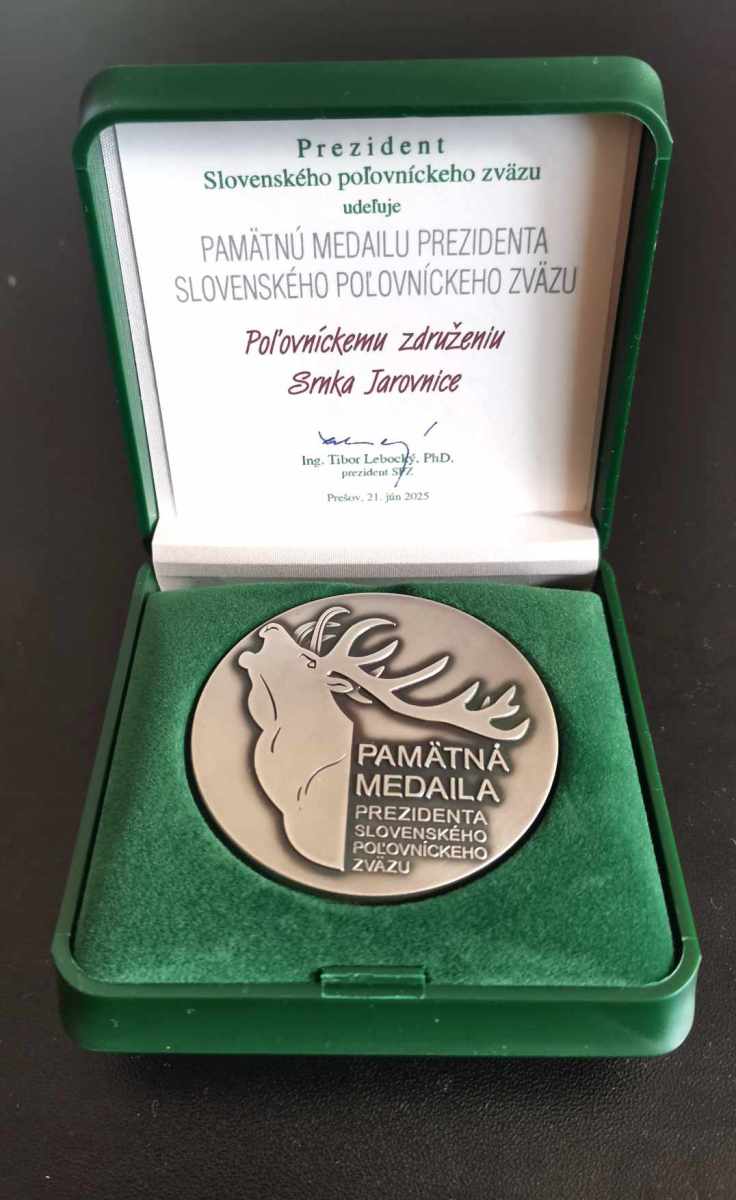 Prezident
Slovenského poľovníckeho zväzu
udeľuje
PAMÄTNÚ MEDAILU PREZIDENTA
SLOVENSKÉHO POĽOVNÍCKEHO ZVÄZU
Poľovníckemu združeniu
Srnka Jarovnice
Ing. Tibor Lebocký, PhD.
prezident SPZ
Prešov, 21. jún 2025
PAMÄTNÁ
MEDAILA
PREZIDENTA
SLOVENSKÉHO
POĽOVNÍCKEHO
ZVÄZU